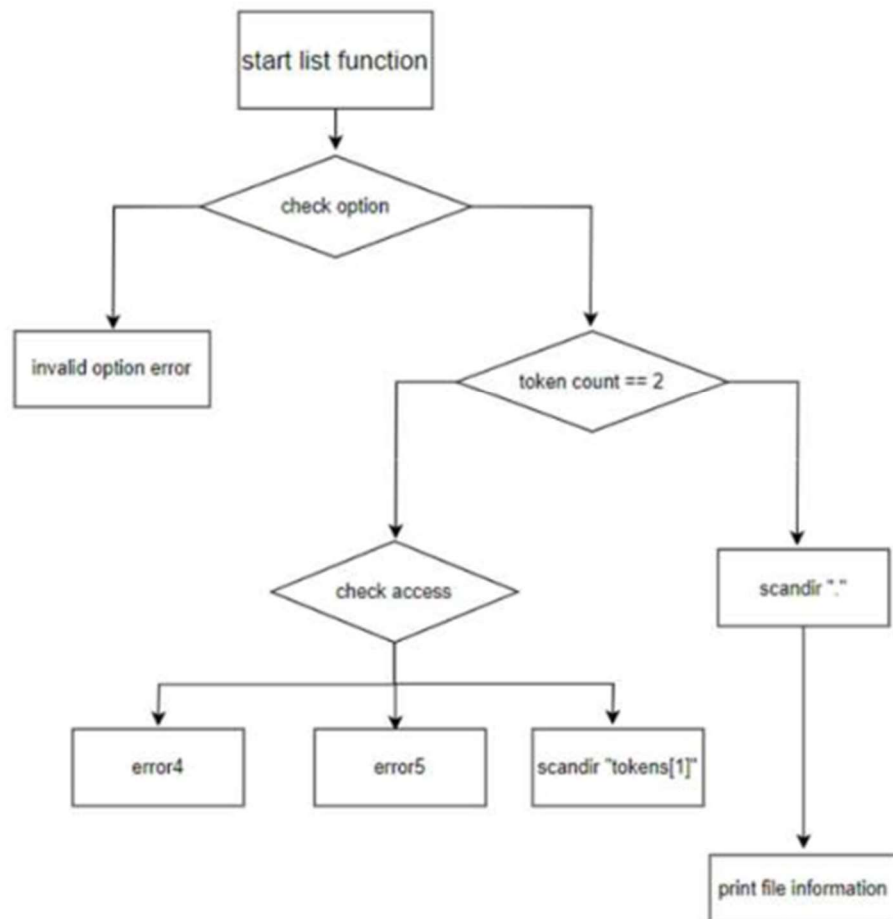 start list function
check option
invalid option error
token count == 2
check access
scandir "."
error4
error5
scandir "tokens[1]"
print file information